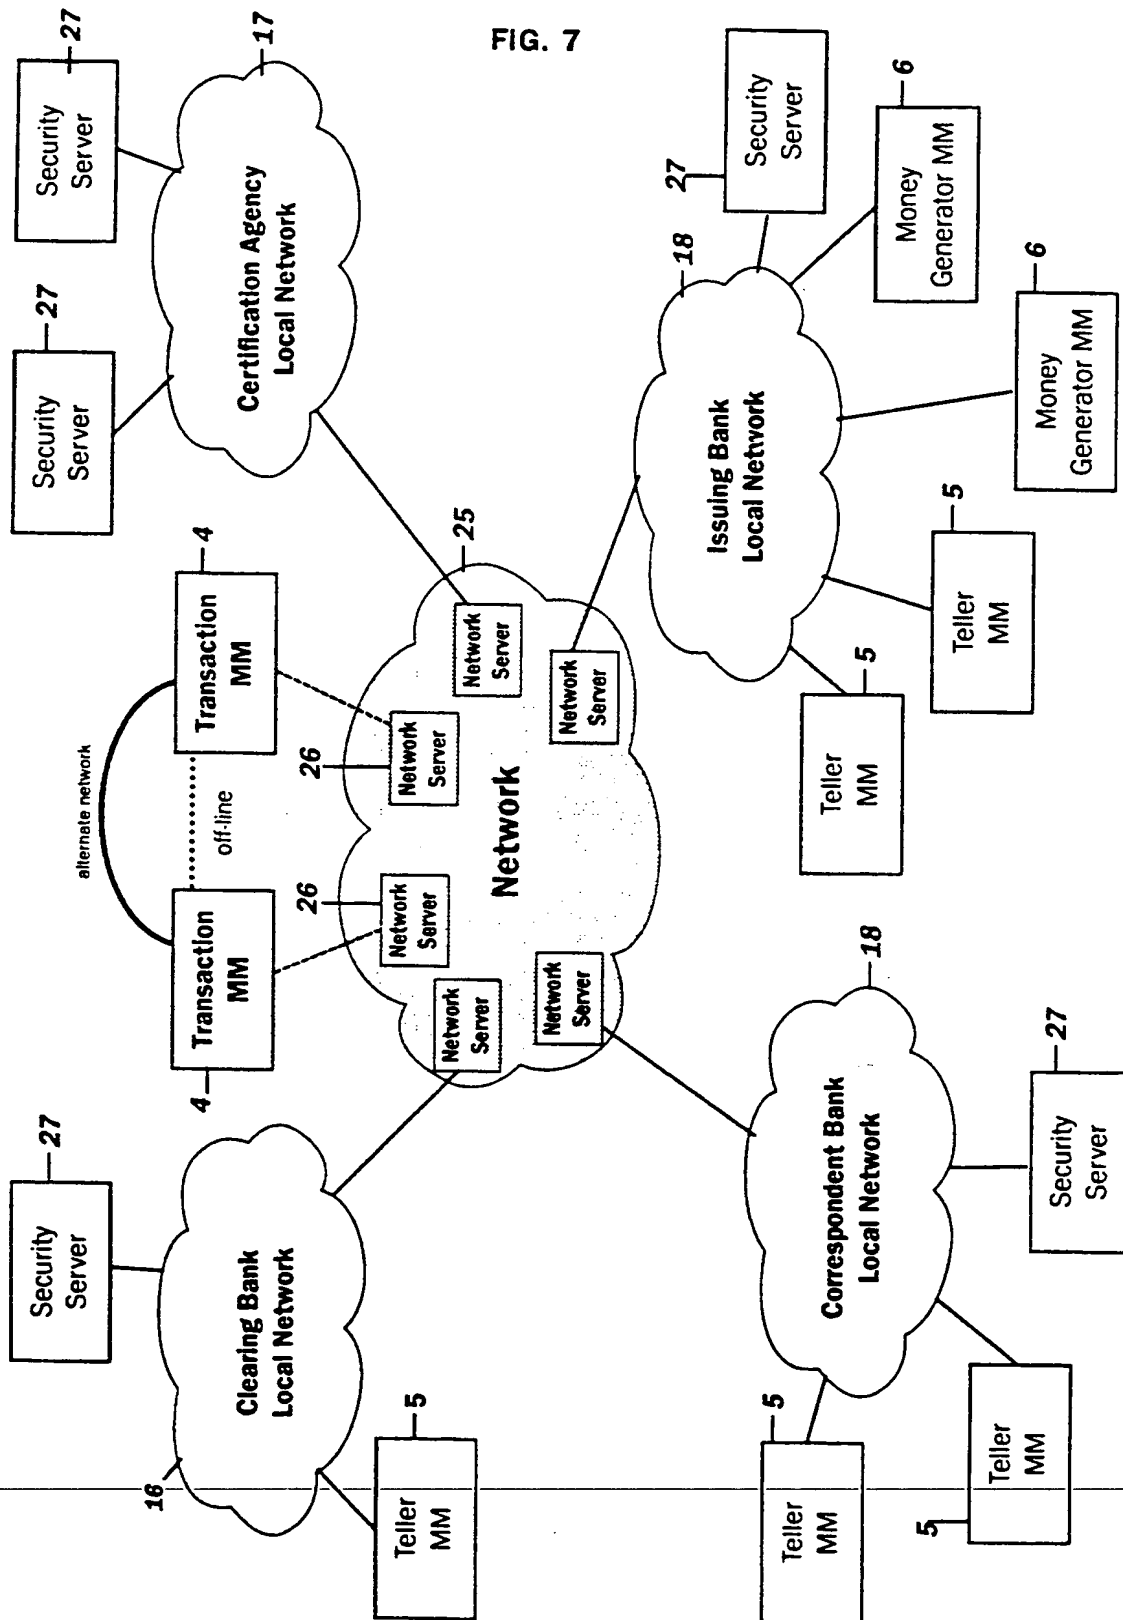 FIG. 7
Security
Server
27
Clearing Bank
Local Network
16
Teller
MM
5
alternate network
off-line
Transaction
MM
4
Transaction
MM
4
Security
Server
27
Security
Server
27
Certification Agency
Local Network
17
Network
25
Network
Server
Network
Server
26
Network
Server
26
Network
Server
Network
Server
Network
Server
Correspondent Bank
Local Network
18
Teller
MM
5
Teller
MM
5
Security
Server
27
Issuing Bank
Local Network
18
Teller
MM
5
Teller
MM
5
Money
Generator MM
6
Money
Generator MM
6
Security
Server
27